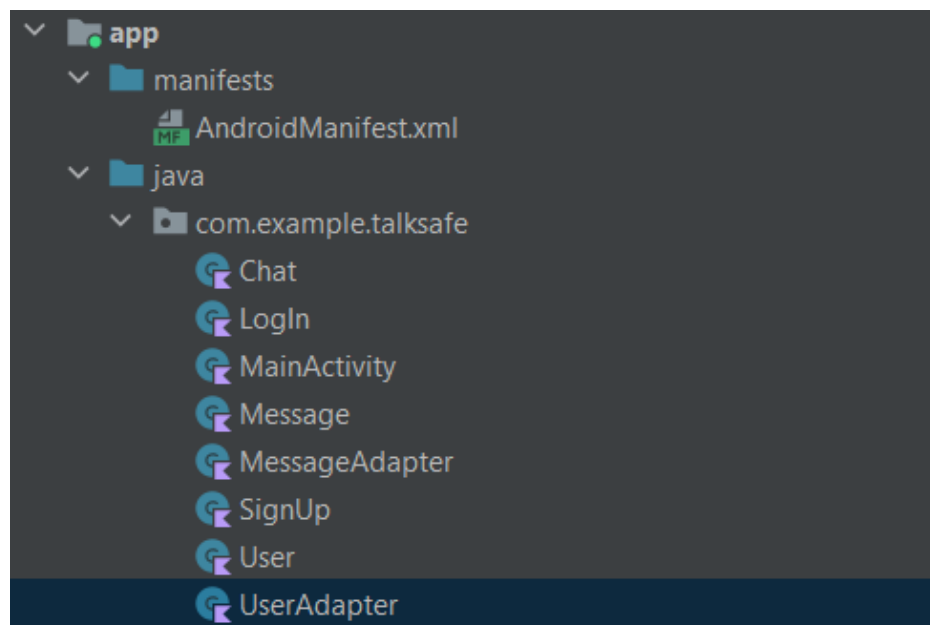 app
manifests
MF AndroidManifest.xml
java
com.example.talksafe
Chat
LogIn
MainActivity
Message
MessageAdapter
SignUp
User
UserAdapter